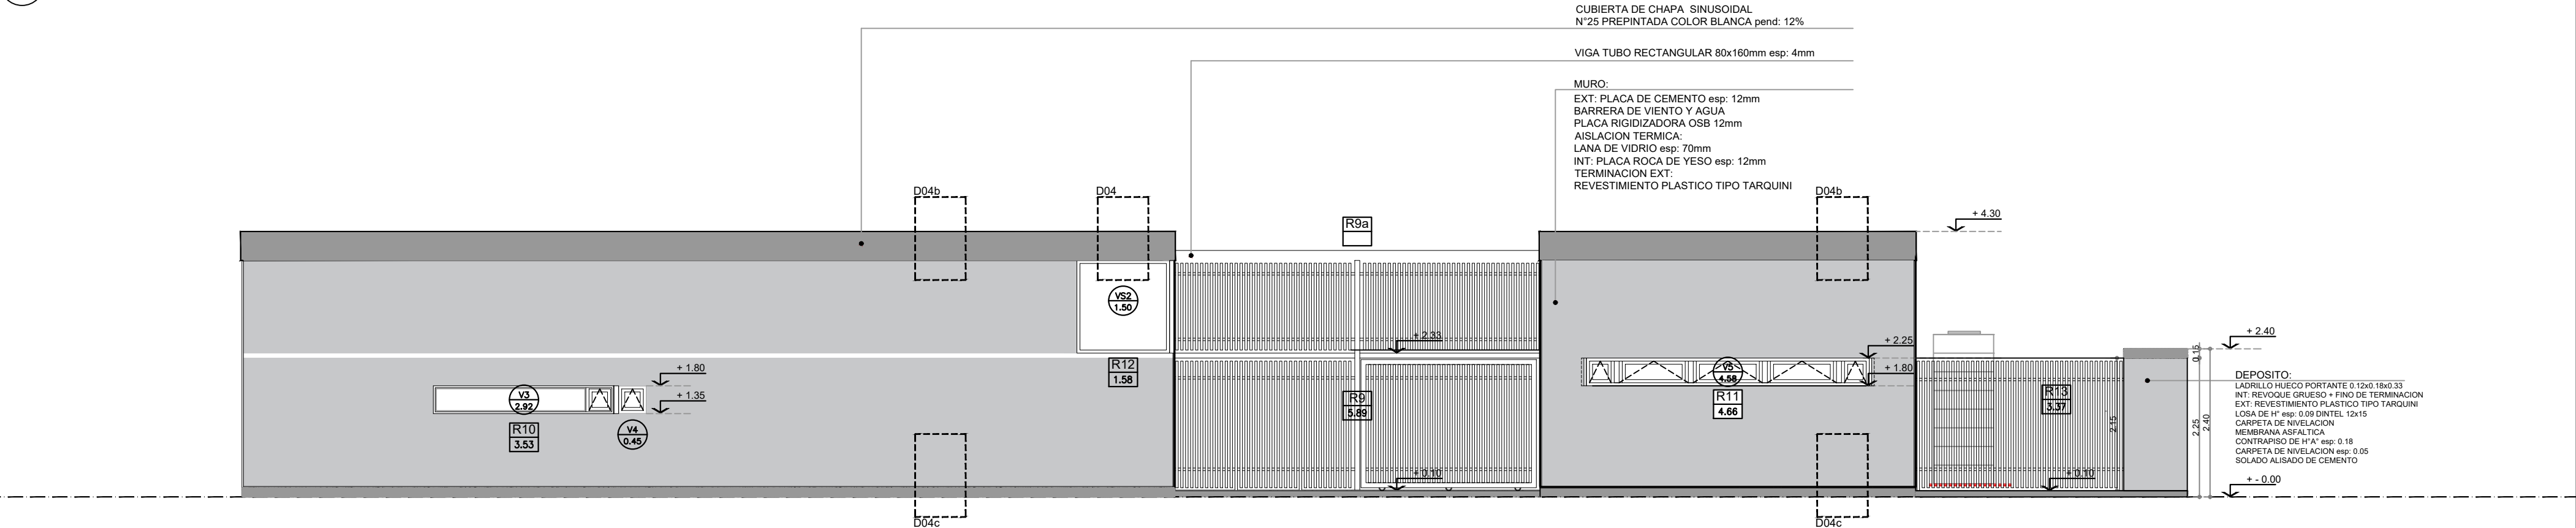 CUBIERTA DE CHAPA SINUSOIDAL
N°25 PREPINTADA COLOR BLANCA pend: 12%
VIGA TUBO RECTANGULAR 80x160mm esp: 4mm
MURO:
EXT: PLACA DE CEMENTO esp: 12mm
BARRERA DE VIENTO Y AGUA
PLACA RIGIDIZADORA OSB 12mm
AISLACION TERMICA:
LANA DE VIDRIO esp: 70mm
INT: PLACA ROCA DE YESO esp: 12mm
TERMINACION EXT:
REVESTIMIENTO PLASTICO TIPO TARQUINI
D04b
D04
D04b
R9a
+ 4.30
VS2
1.50
+ 2.33
+ 2.25
+ 2.40
0.15
R12
1.58
+ 1.80
+ 1.35
V3
2.92
V4
0.45
R10
3.53
R9
5.89
V5
4.58
+ 1.80
R11
4.66
R13
3.37
2.15
2.25
2.40
DEPOSITO:
LADRILLO HUECO PORTANTE 0.12x0.18x0.33
INT: REVOQUE GRUESO + FINO DE TERMINACION
EXT: REVESTIMIENTO PLASTICO TIPO TARQUINI
LOSA DE H° esp: 0.09 DINTEL 12x15
CARPETA DE NIVELACION
MEMBRANA ASFALTICA
CONTRAPISO DE H°A° esp: 0.18
CARPETA DE NIVELACION esp: 0.05
SOLADO ALISADO DE CEMENTO
+ 0.10
+ 0.10
+ - 0.00
D04c
D04c